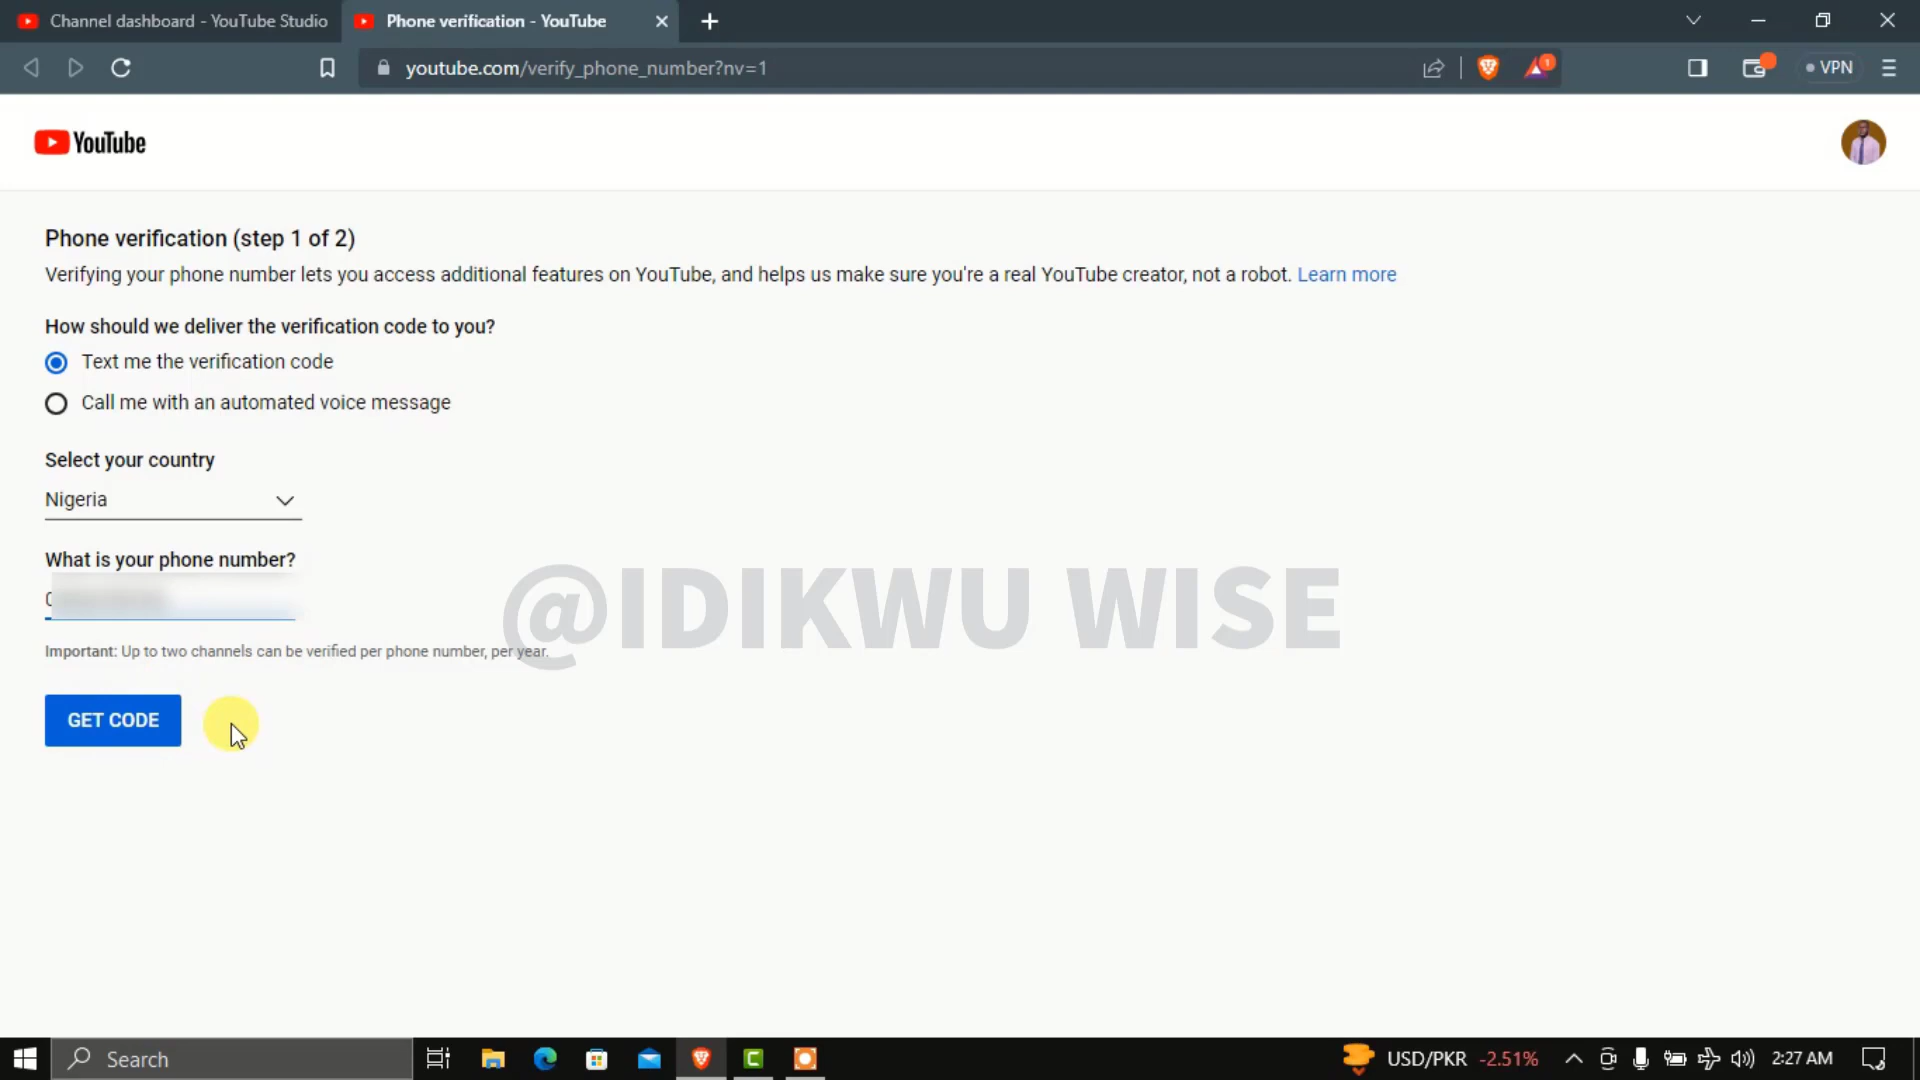 Channel dashboard - YouTube Studio
Phone verification - YouTube
youtube.com/verify_phone_number?nv=1
1
VPN
YouTube
Phone verification (step 1 of 2)
Verifying your phone number lets you access additional features on YouTube, and helps us make sure you're a real YouTube creator, not a robot. Learn more
How should we deliver the verification code to you?
Text me the verification code
Call me with an automated voice message
Select your country
Nigeria
What is your phone number?
@IDIKWU WISE
Important: Up to two channels can be verified per phone number, per year.
GET CODE
Search
USD/PKR -2.51%
2:27 AM